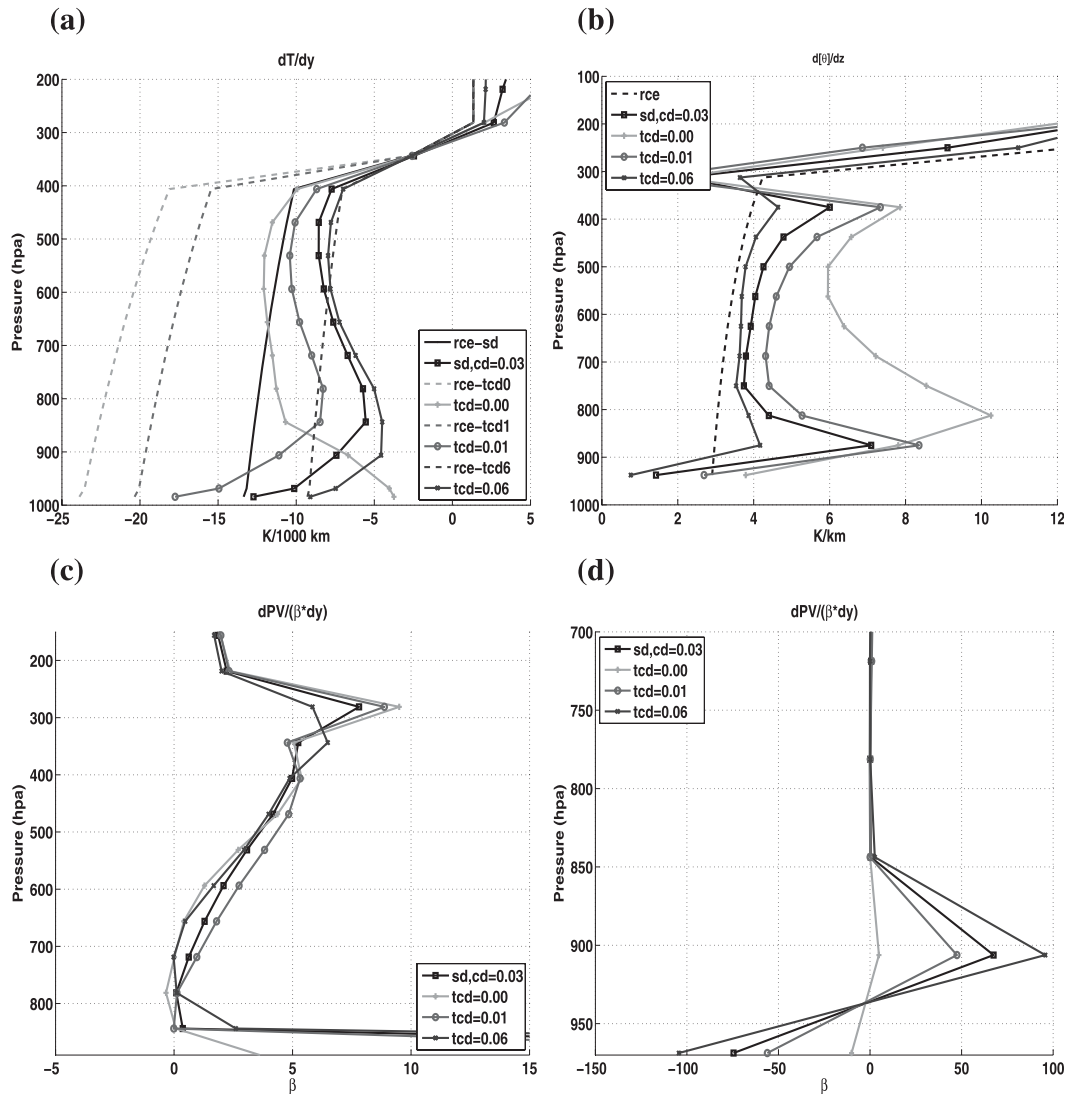 (a)
dT/dy
200
300
400
500
600
700
800
900
1000
Pressure (hpa)
−25
−20
−15
−10
−5
0
5
K/1000 km
rce−sd
sd,cd=0.03
rce−tcd0
tcd=0.00
rce−tcd1
tcd=0.01
rce−tcd6
tcd=0.06
(b)
d[θ]/dz
100
200
300
400
500
600
700
800
900
1000
Pressure (hpa)
0
2
4
6
8
10
12
K/km
rce
sd,cd=0.03
tcd=0.00
tcd=0.01
tcd=0.06
(c)
dPV/(β*dy)
200
300
400
500
600
700
800
Pressure (hpa)
−5
0
5
10
15
β
sd,cd=0.03
tcd=0.00
tcd=0.01
tcd=0.06
(d)
dPV/(β*dy)
700
750
800
850
900
950
Pressure (hpa)
−150
−100
−50
0
50
100
β
sd,cd=0.03
tcd=0.00
tcd=0.01
tcd=0.06